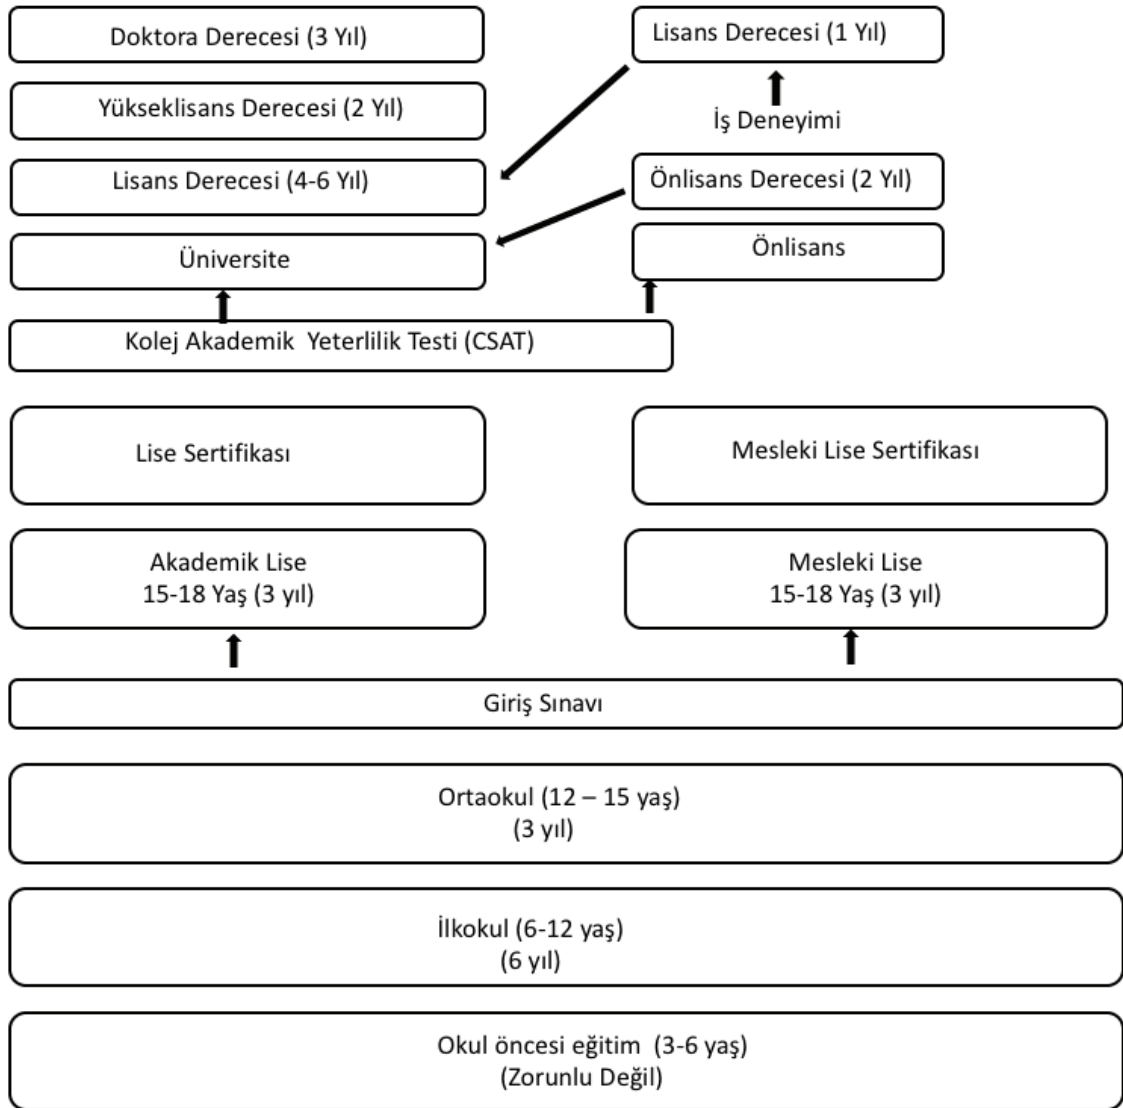 Doktora Derecesi (3 Yıl)
Lisans Derecesi (1 Yıl)
Yükseklisans Derecesi (2 Yıl)
İş Deneyimi
Lisans Derecesi (4-6 Yıl)
Önlisans Derecesi (2 Yıl)
Üniversite
Önlisans
Kolej Akademik Yeterlilik Testi (CSAT)
Lise Sertifikası
Mesleki Lise Sertifikası
Akademik Lise
15-18 Yaş (3 yıl)
Mesleki Lise
15-18 Yaş (3 yıl)
Giriş Sınavı
Ortaokul (12 – 15 yaş)
(3 yıl)
İlkokul (6-12 yaş)
(6 yıl)
Okul öncesi eğitim (3-6 yaş)
(Zorunlu Değil)